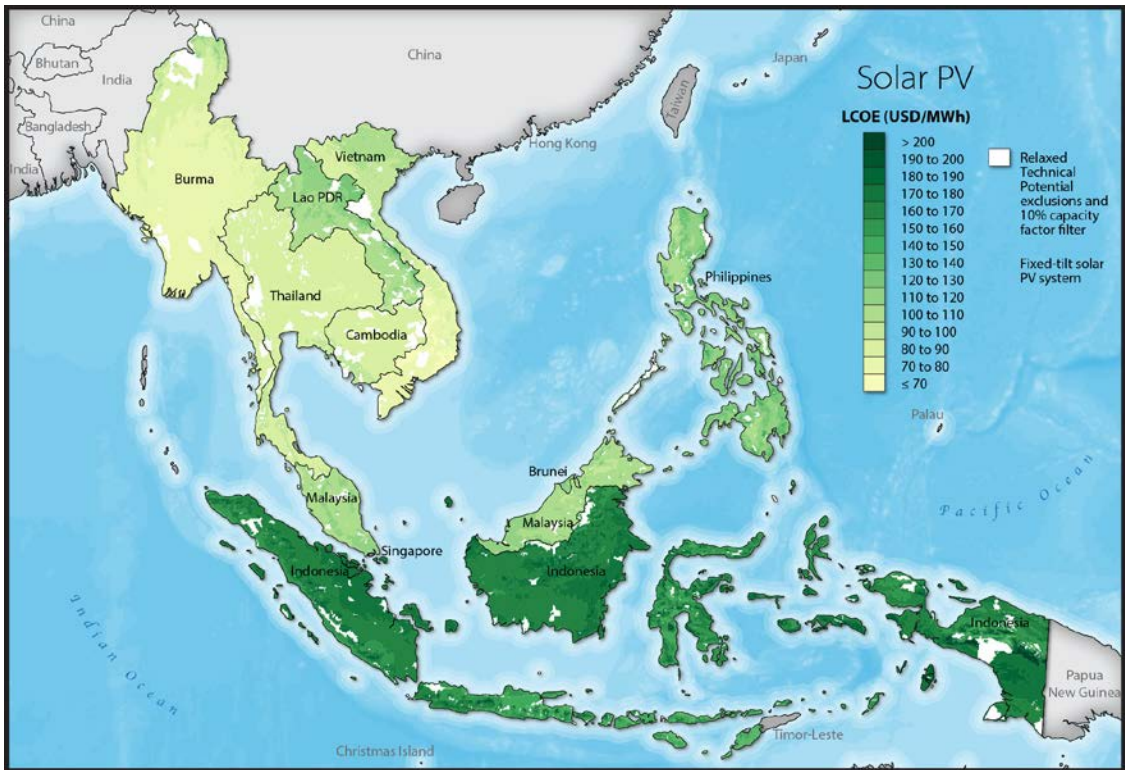 China
Bhutan
India
Bangladesh
India
China
Japan
Taiwan
Hong Kong
Burma
Vietnam
Lao PDR
Thailand
Cambodia
Philippines
Palau
Brunei
Malaysia
Malaysia
Singapore
Indonesia
Indonesia
Indonesia
Papua
New Guinea
Timor-Leste
Christmas Island
Indian Ocean
Pacific Ocean
Solar PV
LCOE (USD/MWh)
> 200
190 to 200
180 to 190
170 to 180
160 to 170
150 to 160
140 to 150
130 to 140
120 to 130
110 to 120
100 to 110
90 to 100
80 to 90
70 to 80
≤ 70
Relaxed
Technical
Potential
exclusions and
10% capacity
factor filter
Fixed-tilt solar
PV system